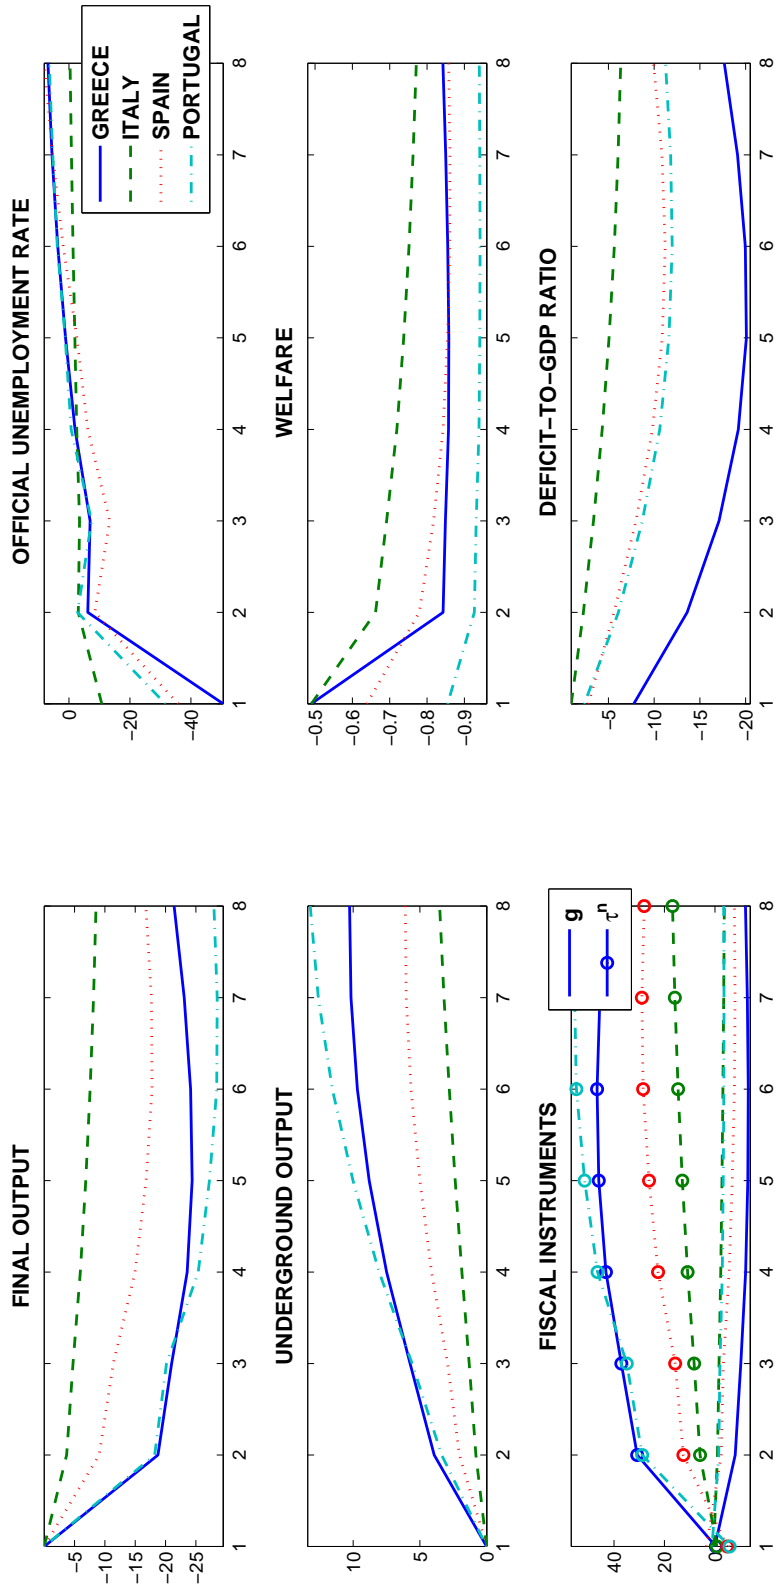 FINAL OUTPUT
−5
−10
−15
−20
−25
1 2 3 4 5 6 7 8
OFFICIAL UNEMPLOYMENT RATE
0
−20
−40
1 2 3 4 5 6 7 8
GREECE
ITALY
SPAIN
PORTUGAL
UNDERGROUND OUTPUT
10
5
0
1 2 3 4 5 6 7 8
WELFARE
−0.5
−0.6
−0.7
−0.8
−0.9
1 2 3 4 5 6 7 8
FISCAL INSTRUMENTS
40
20
0
1 2 3 4 5 6 7 8
g
τⁿ
DEFICIT−TO−GDP RATIO
−5
−10
−15
−20
1 2 3 4 5 6 7 8